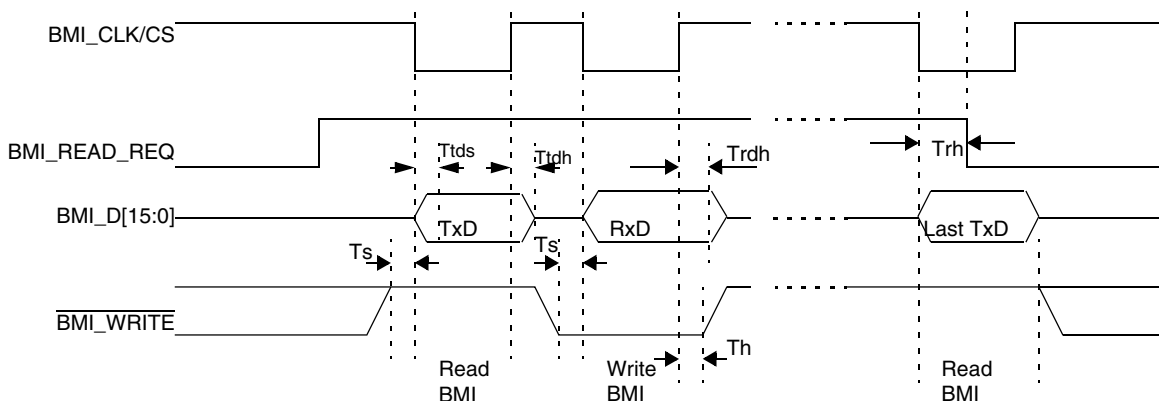 BMI_CLK/CS
BMI_READ_REQ
Ttds
Ttdh
Trdh
Trh
BMI_D[15:0]
TxD
RxD
Last TxD
Ts
Ts
BMI_WRITE
Th
Read
BMI
Write
BMI
Read
BMI